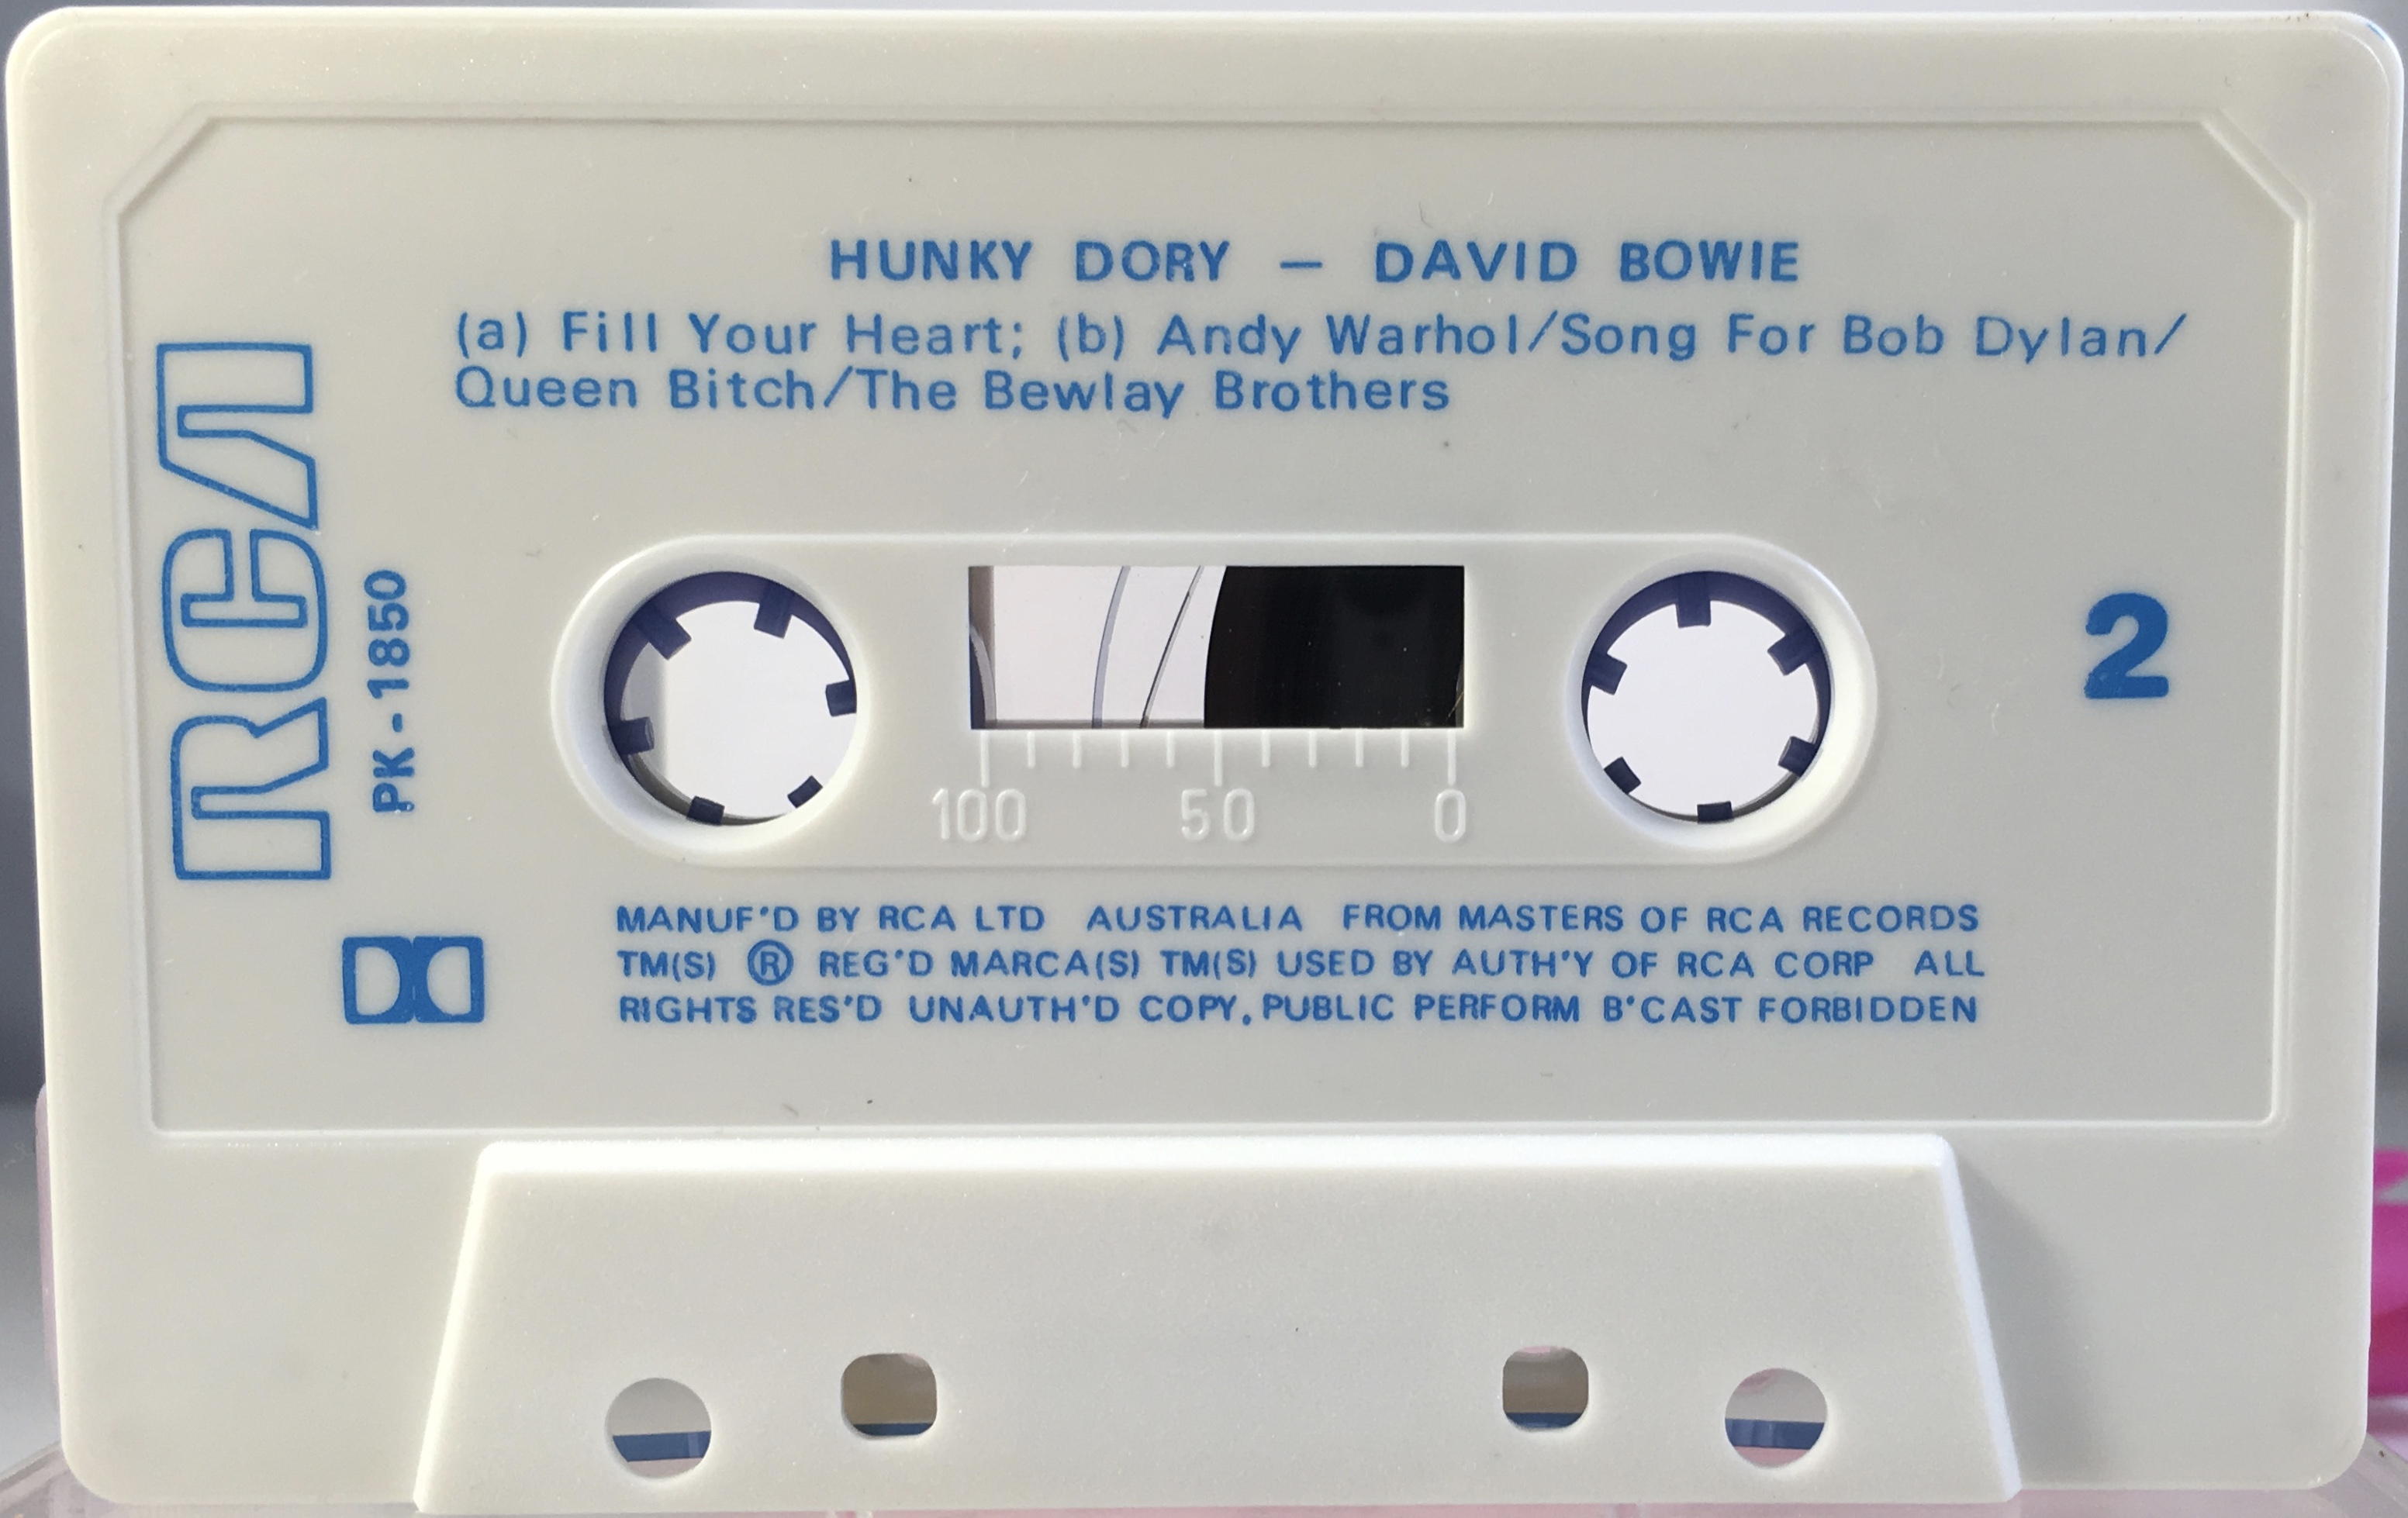 HUNKY DORY — DAVID BOWIE
(a) Fill Your Heart; (b) Andy Warhol/Song For Bob Dylan/
Queen Bitch/The Bewlay Brothers
RCA
PK-1850
2
100 50 0
MANUF'D BY RCA LTD AUSTRALIA FROM MASTERS OF RCA RECORDS
TM(S) ® REG'D MARCA(S) TM(S) USED BY AUTH'Y OF RCA CORP ALL
RIGHTS RES'D UNAUTH'D COPY, PUBLIC PERFORM B'CAST FORBIDDEN